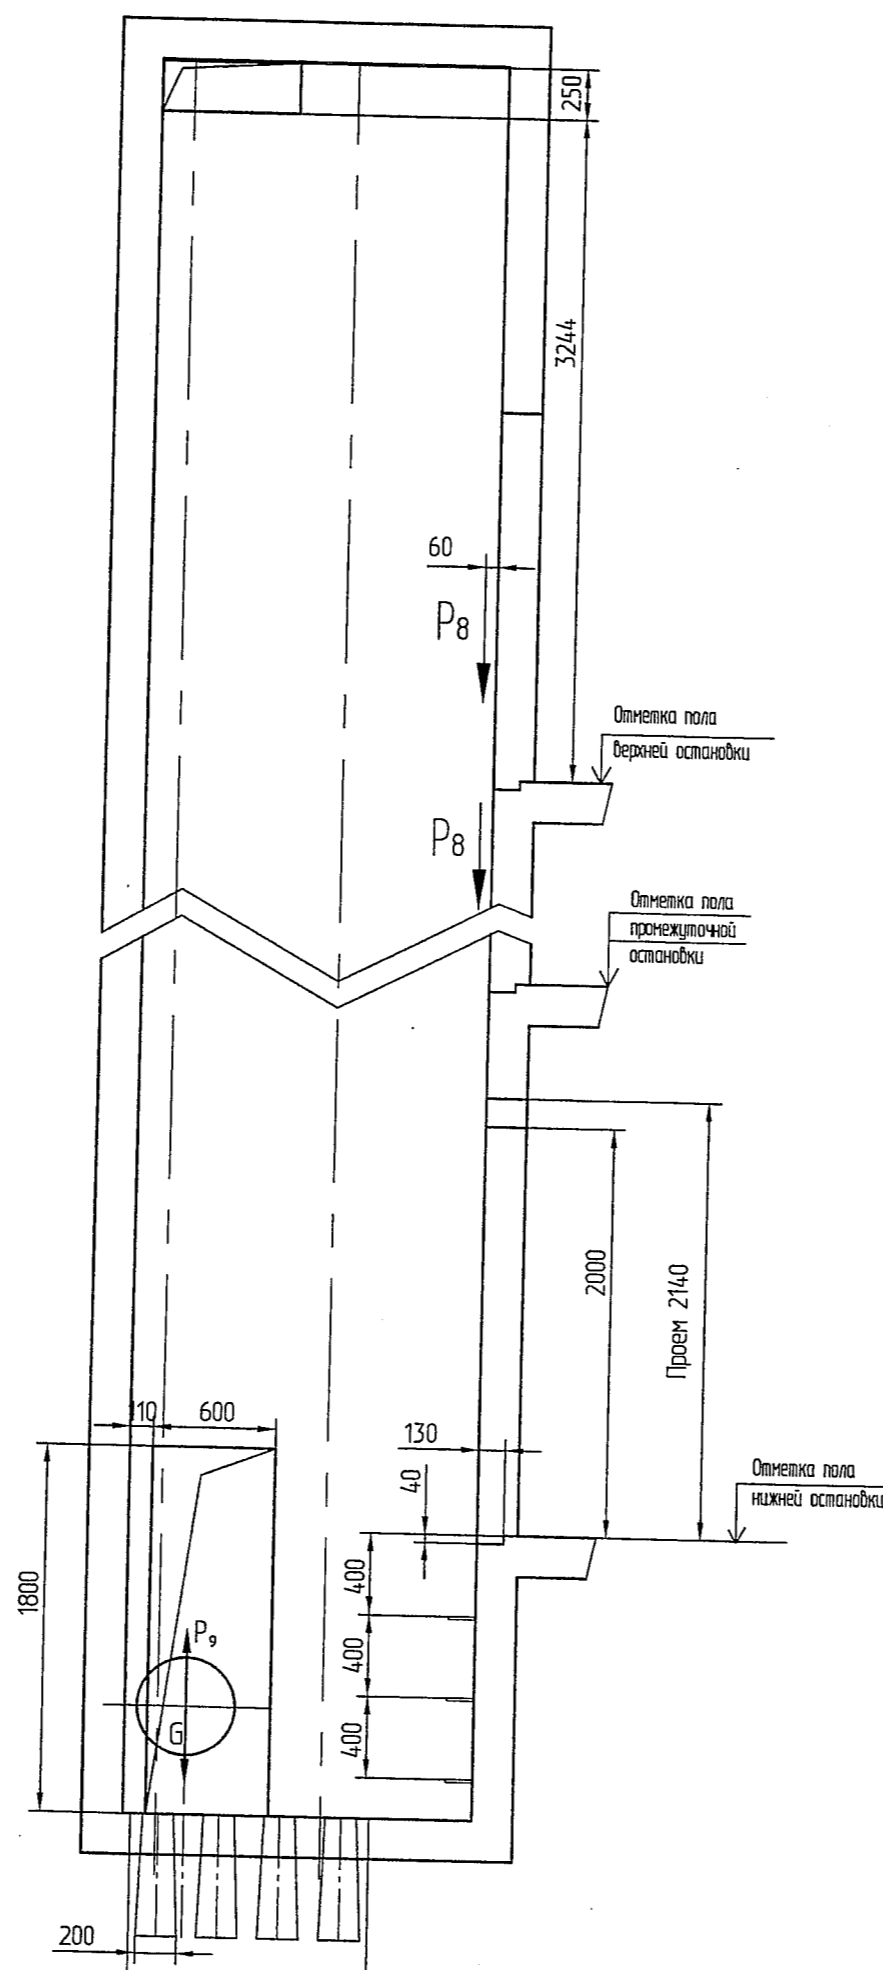 250
3244
60
P8
Отметка пола
верхней остановки
P8
Отметка пола
промежуточной
остановки
2000
Проем 2140
110
600
130
40
Отметка пола
нижней остановки
1800
400
P9
400
G
400
200